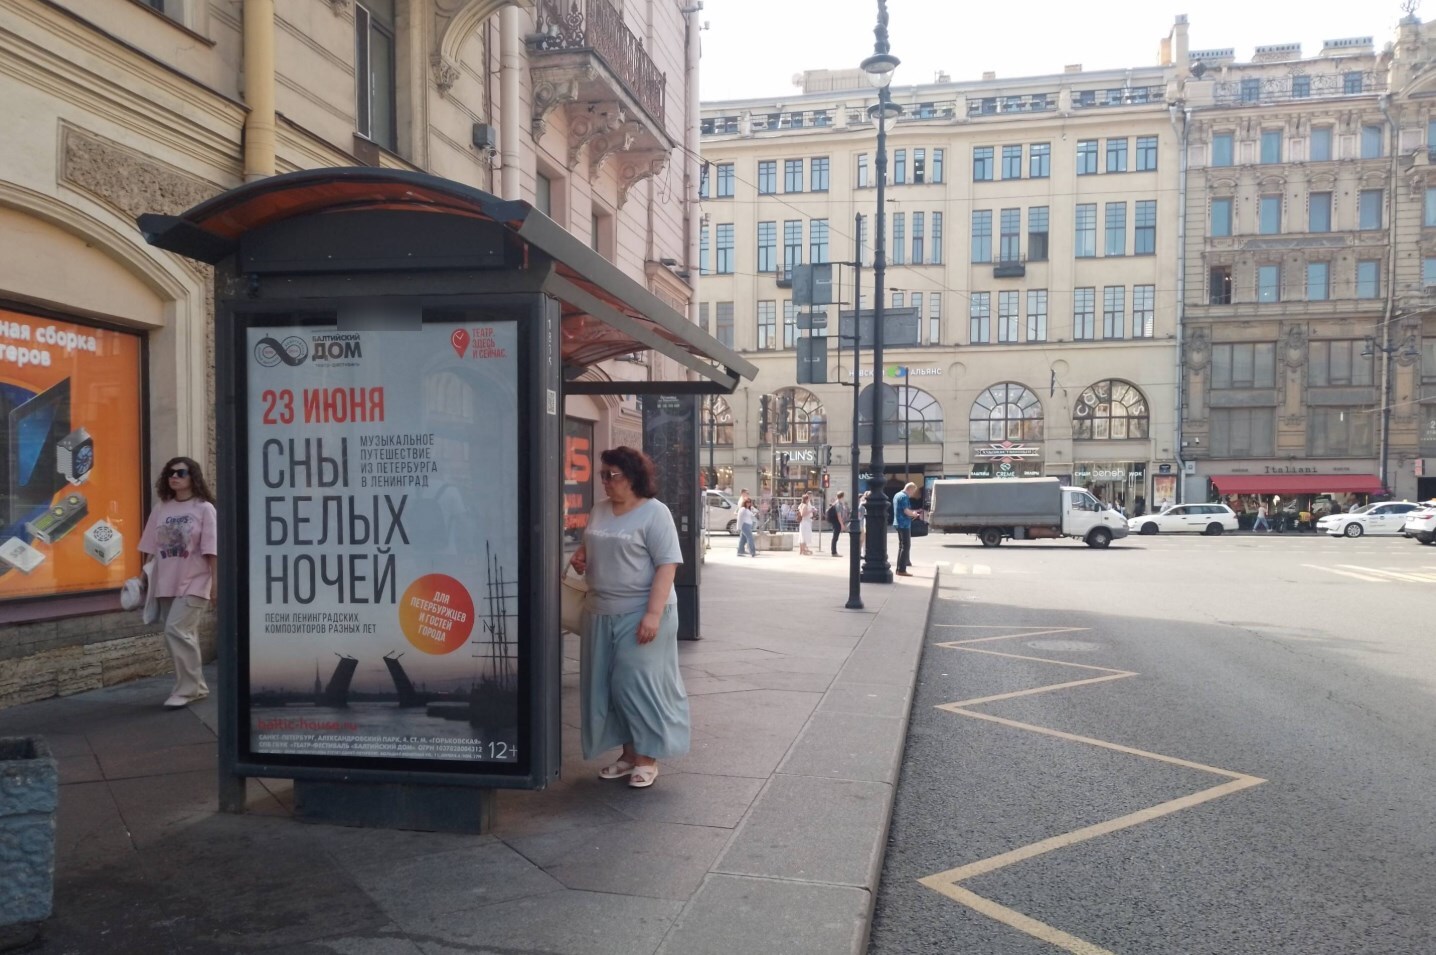 ная сборка
теров
БАЛТИЙСКИЙ
ДОМ
ТЕАТР.
ЗДЕСЬ
И СЕЙЧАС
23 ИЮНЯ
СНЫ
БЕЛЫХ
НОЧЕЙ
МУЗЫКАЛЬНОЕ
ПУТЕШЕСТВИЕ
ИЗ ПЕТЕРБУРГА
В ЛЕНИНГРАД
ПЕСНИ ЛЕНИНГРАДСКИХ
КОМПОЗИТОРОВ РАЗНЫХ ЛЕТ
ДЛЯ
ПЕТЕРБУРЖЦЕВ
И ГОСТЕЙ
ГОРОДА
baltic-house.ru
САНКТ-ПЕТЕРБУРГ, АЛЕКСАНДРОВСКИЙ ПАРК, 4, СТ. М. «ГОРЬКОВСКАЯ»
12+
НЕВСКИЙ АЛЬЯНС
COLIN'S
Italiani